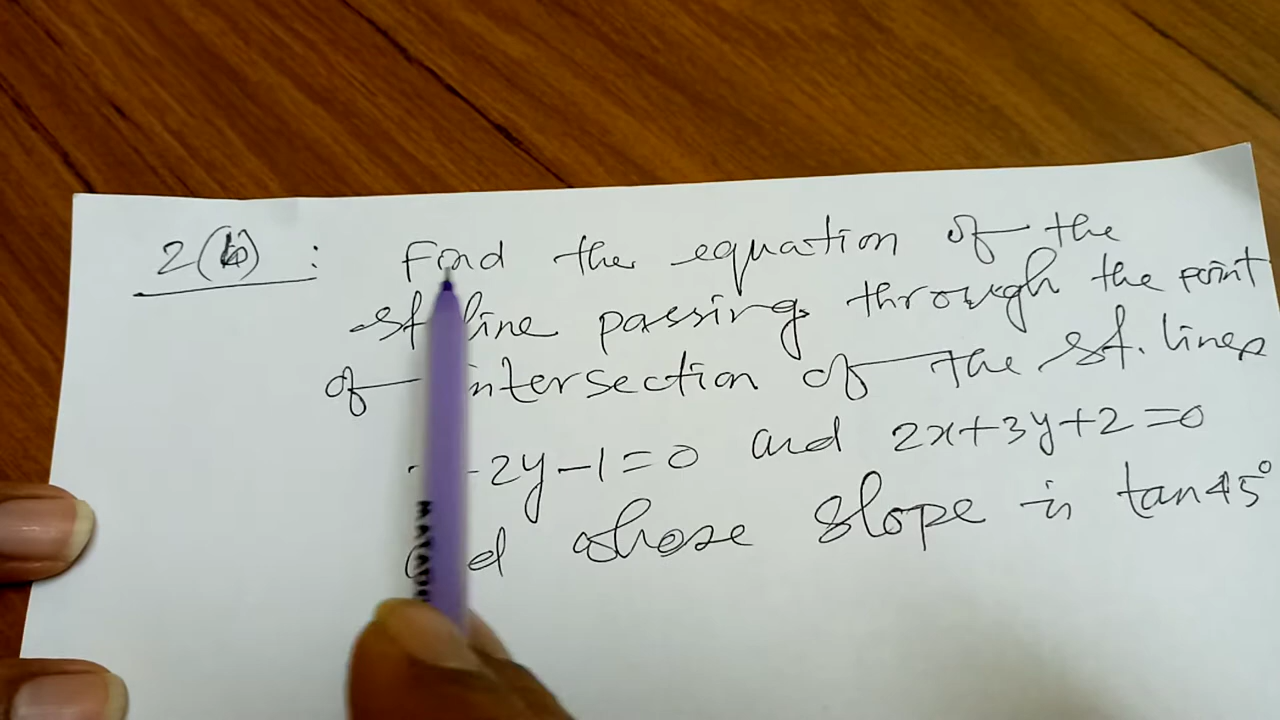 2(b) : Find the equation of the
st line passing through the point
of intersection of the st. lines
-2y-1=0 and 2x+3y+2=0
whose slope is tan45°